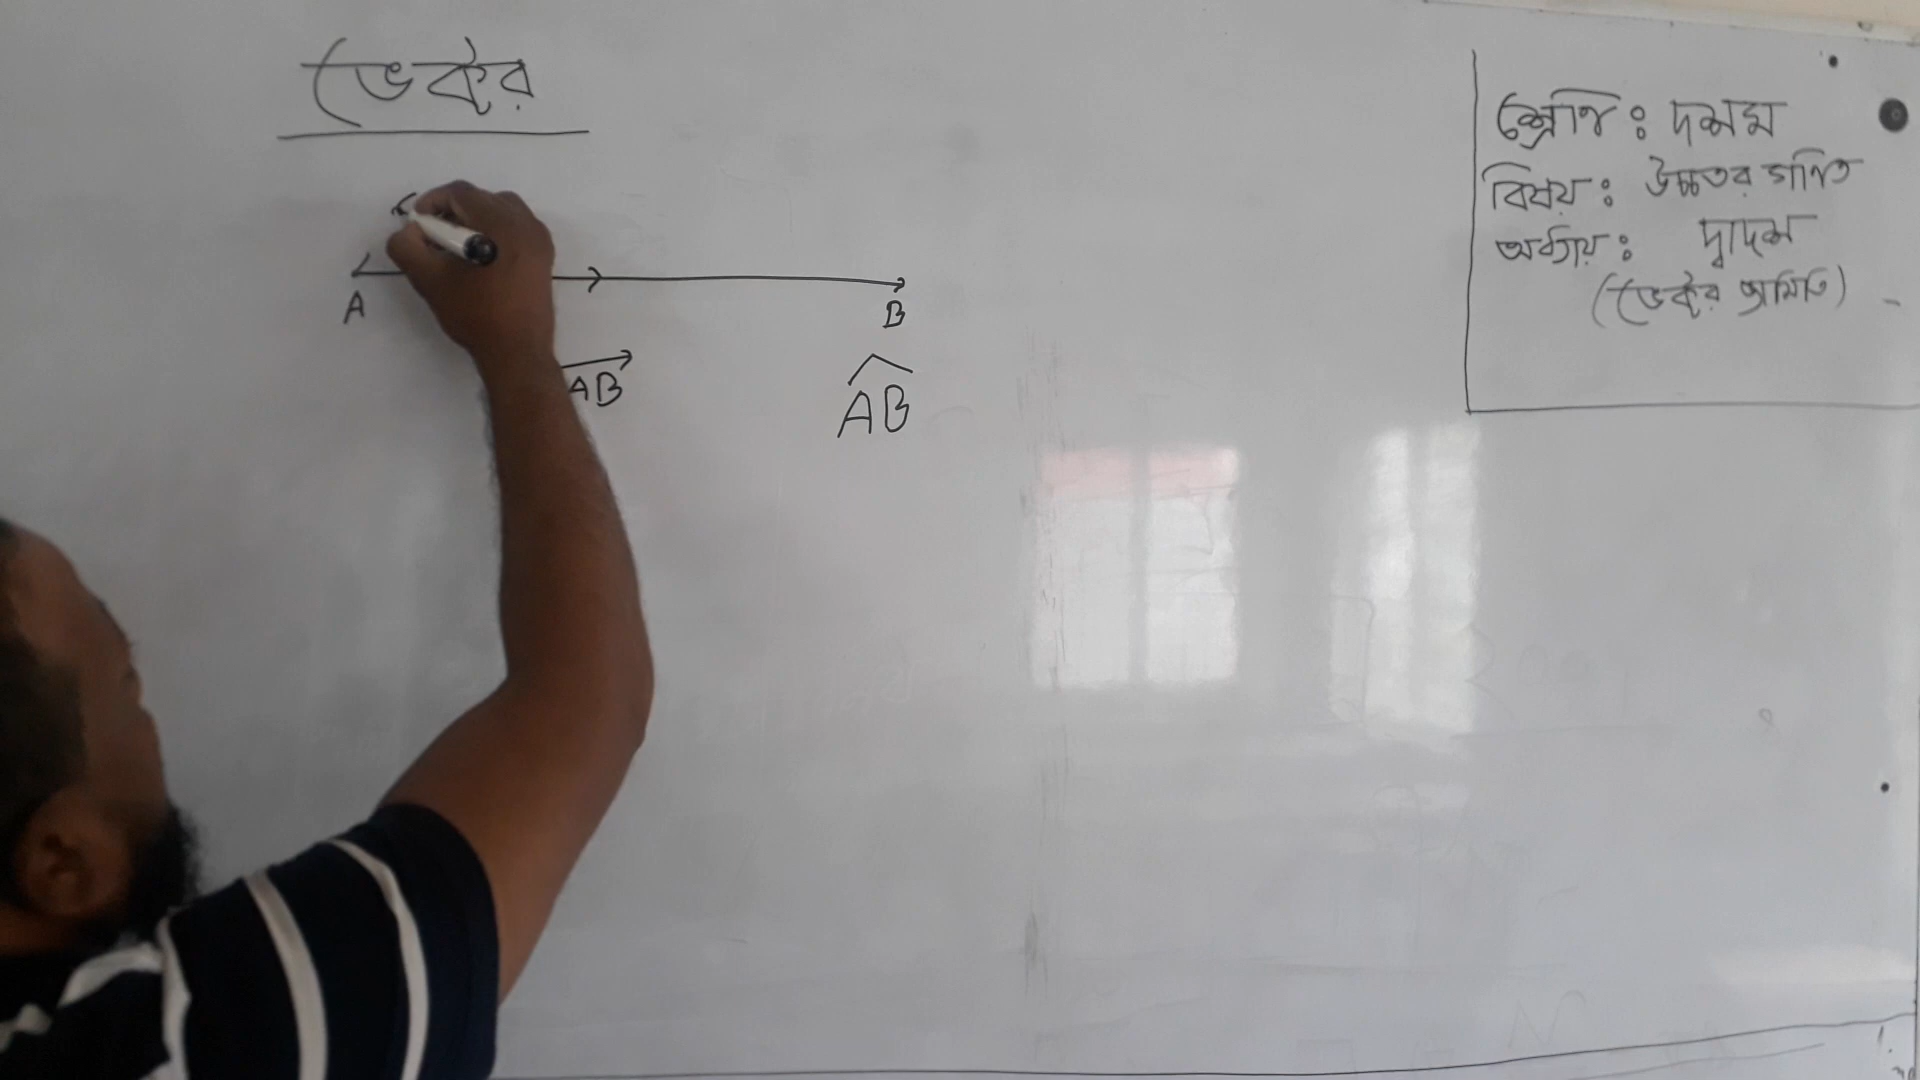 ভেক্টর
A B
AB AB
শ্রেণি : দশম
বিষয় : উচ্চতর গণিত
অধ্যায় : দ্বাদশ
(ভেক্টর জ্যামিতি)